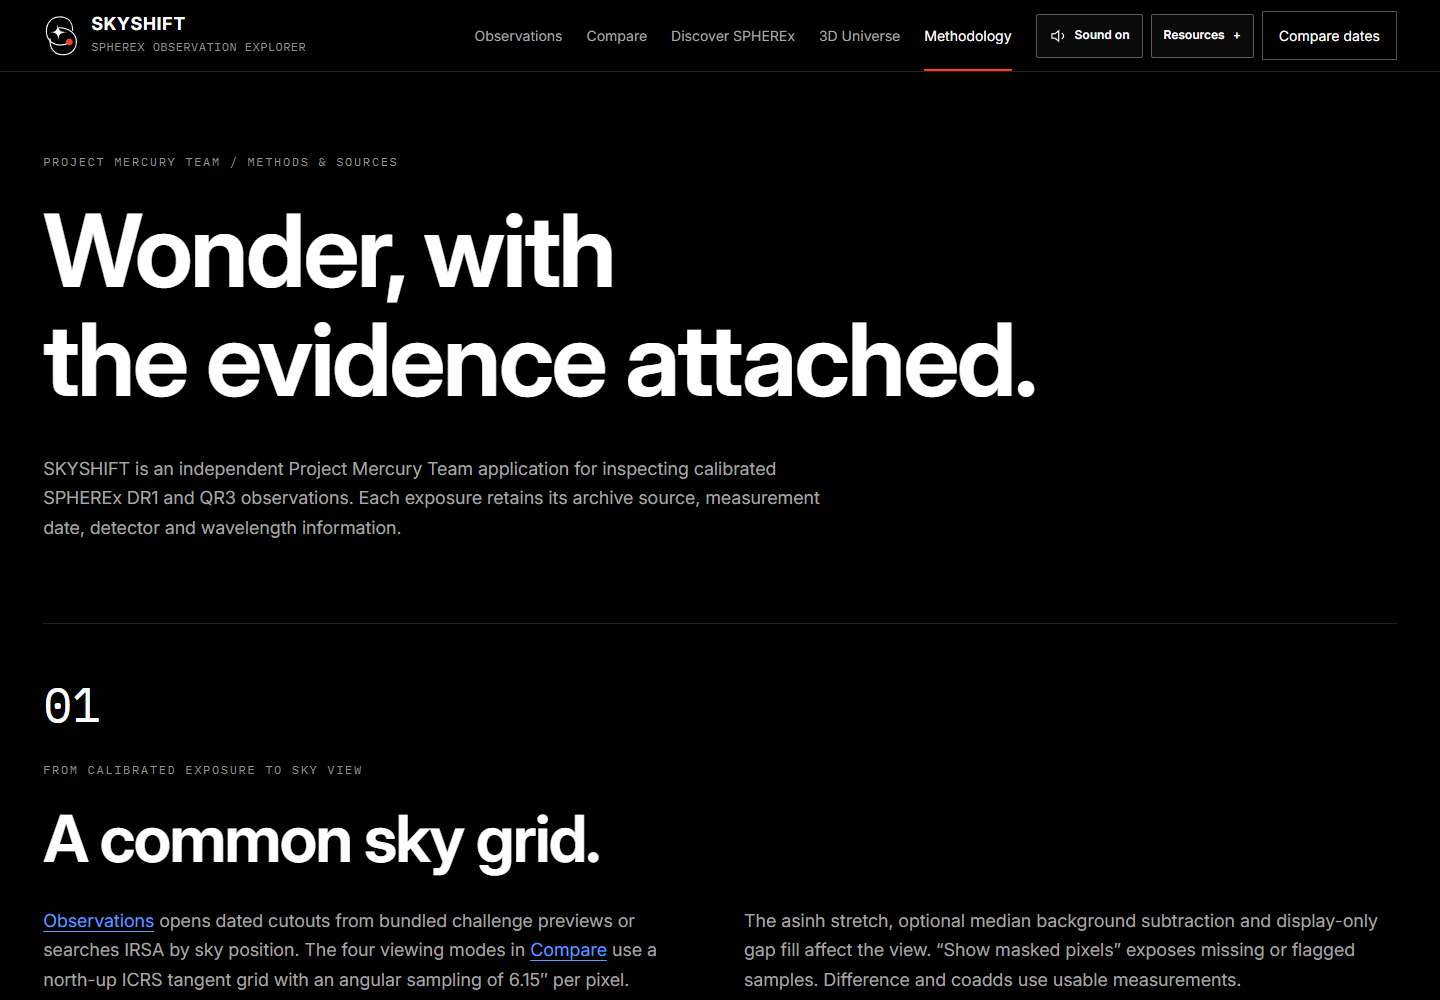 SKYSHIFT
SPHEREX OBSERVATION EXPLORER
Observations
Compare
Discover SPHEREx
3D Universe
Methodology
Sound on
Resources +
Compare dates
PROJECT MERCURY TEAM / METHODS & SOURCES
Wonder, with
the evidence attached.
SKYSHIFT is an independent Project Mercury Team application for inspecting calibrated
SPHEREx DR1 and QR3 observations. Each exposure retains its archive source, measurement
date, detector and wavelength information.
01
FROM CALIBRATED EXPOSURE TO SKY VIEW
A common sky grid.
Observations opens dated cutouts from bundled challenge previews or
searches IRSA by sky position. The four viewing modes in Compare use a
north-up ICRS tangent grid with an angular sampling of 6.15″ per pixel.
The asinh stretch, optional median background subtraction and display-only
gap fill affect the view. “Show masked pixels” exposes missing or flagged
samples. Difference and coadds use usable measurements.